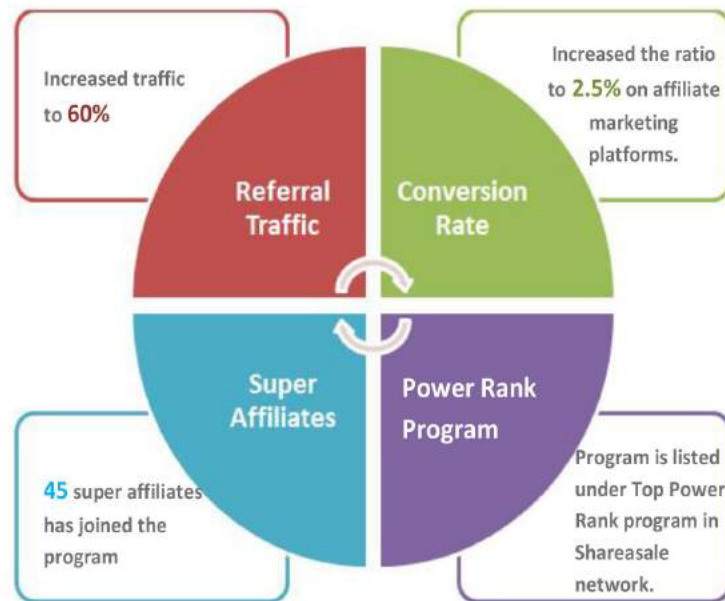 Increased traffic
to 60%
Increased the ratio
to 2.5% on affiliate
marketing
platforms.
Referral
Traffic
Conversion
Rate
Super
Affiliates
Power Rank
Program
45 super affiliates
has joined the
program
Program is listed
under Top Power
Rank program in
Shareasale
network.